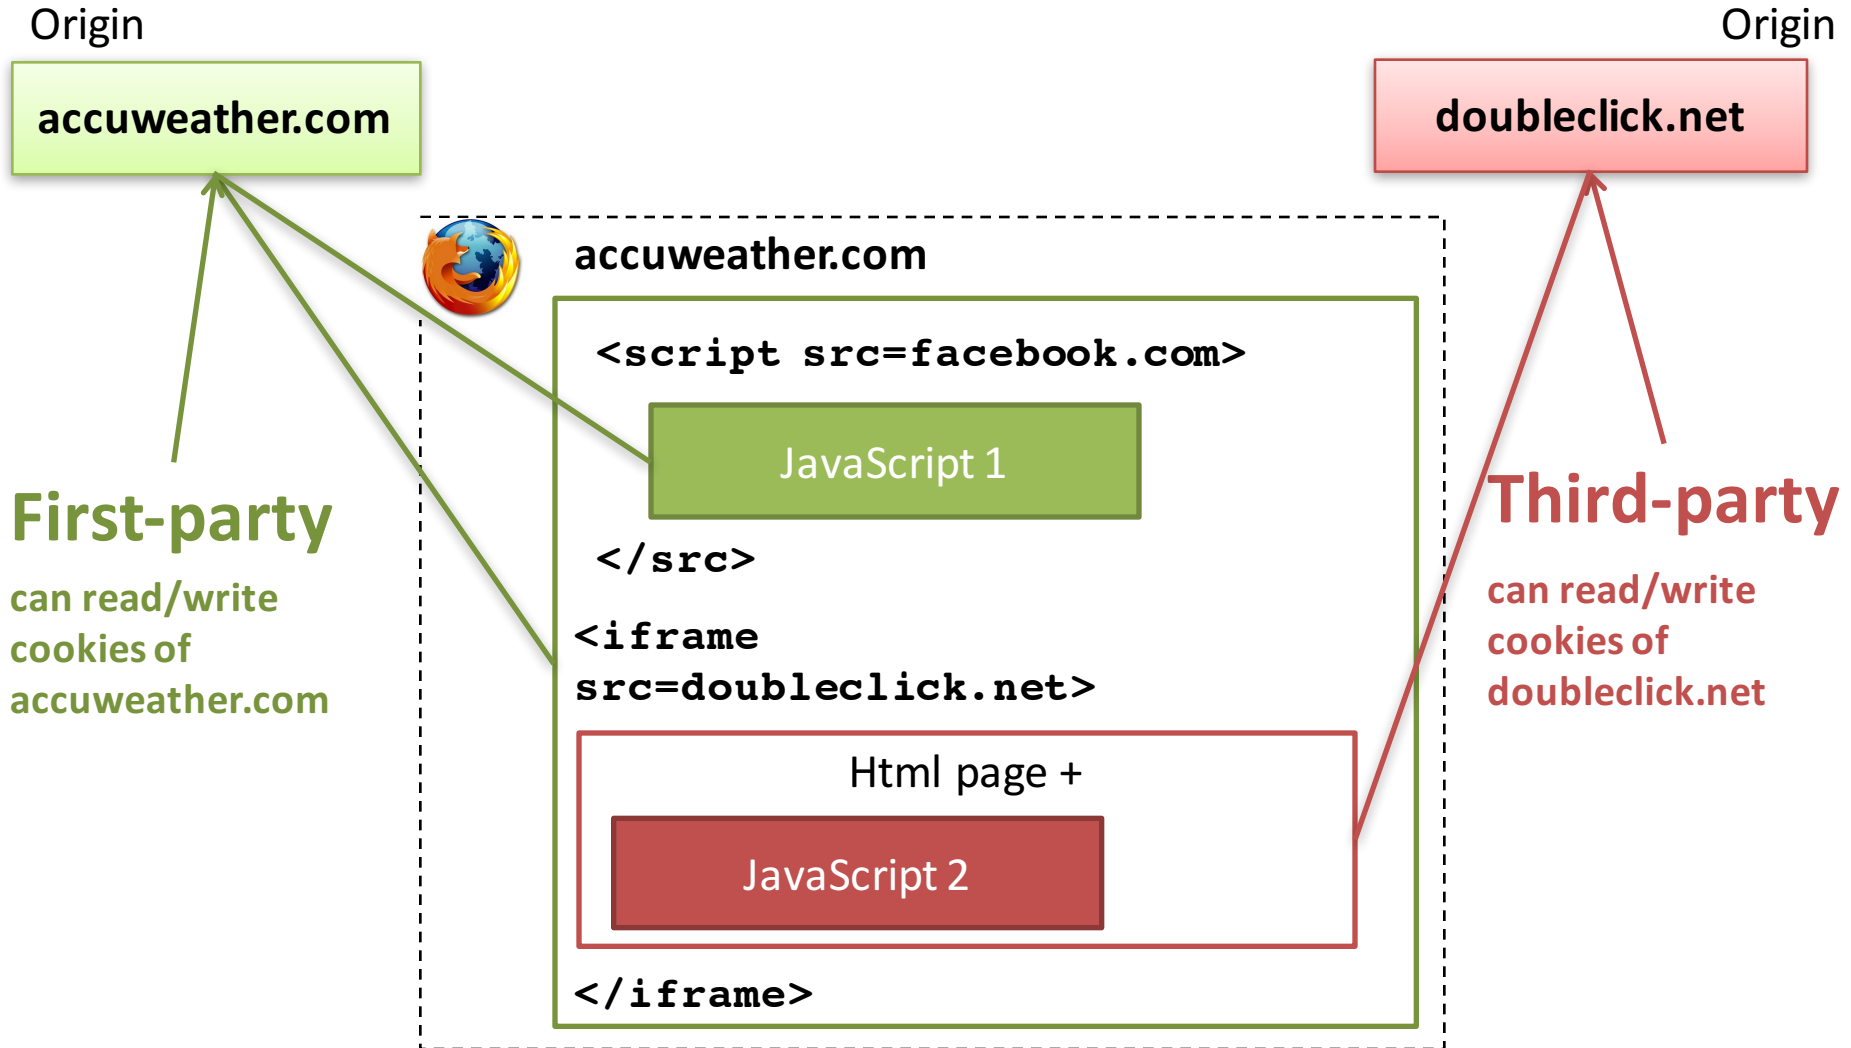 Origin
Origin
accuweather.com
doubleclick.net
accuweather.com
<script src=facebook.com>
JavaScript 1
</src>
<iframe
src=doubleclick.net>
Html page +
JavaScript 2
</iframe>
First-party
can read/write
cookies of
accuweather.com
Third-party
can read/write
cookies of
doubleclick.net